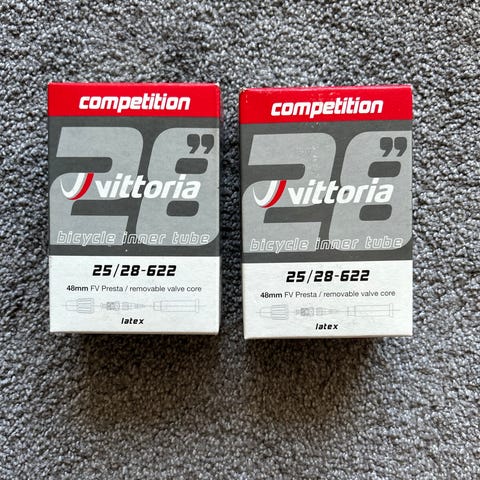 competition
28”
vittoria
bicycle inner tube
25/28-622
48mm FV Presta / removable valve core
latex
competition
28”
vittoria
bicycle inner tube
25/28-622
48mm FV Presta / removable valve core
latex